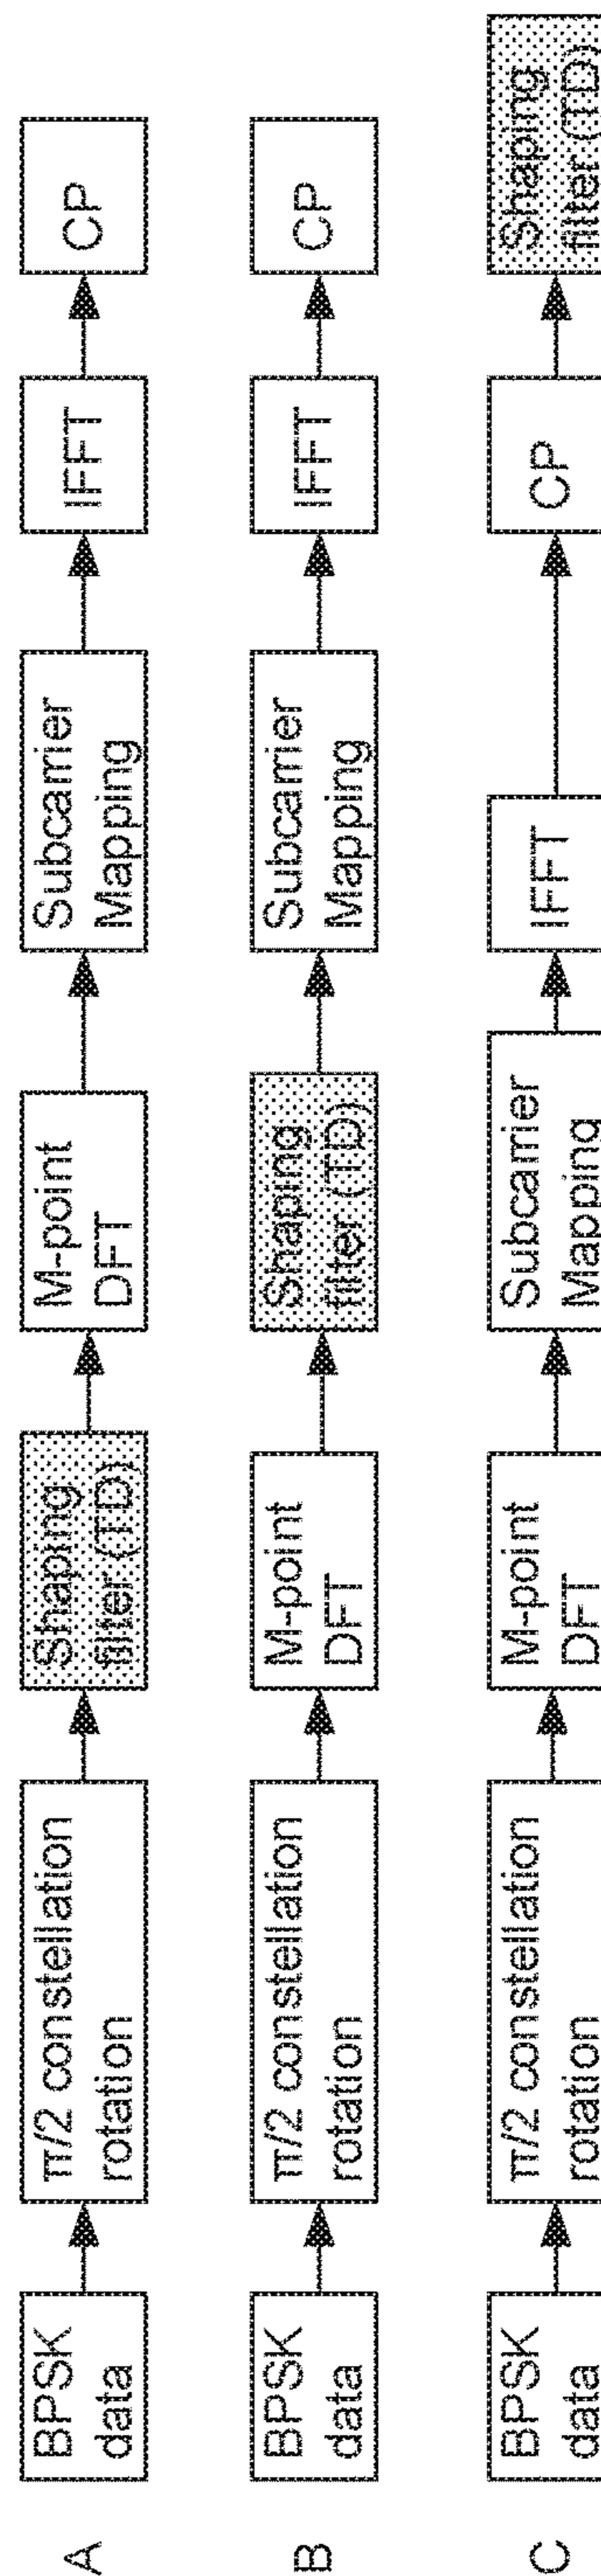 A
BPSK
data
π/2 constellation
rotation
Shaping
filter (TD)
M-point
DFT
Subcarrier
Mapping
IFFT
CP
B
BPSK
data
π/2 constellation
rotation
M-point
DFT
Shaping
filter (TD)
Subcarrier
Mapping
IFFT
CP
C
BPSK
data
π/2 constellation
rotation
M-point
DFT
Subcarrier
Mapping
IFFT
CP
Shaping
filter (TD)